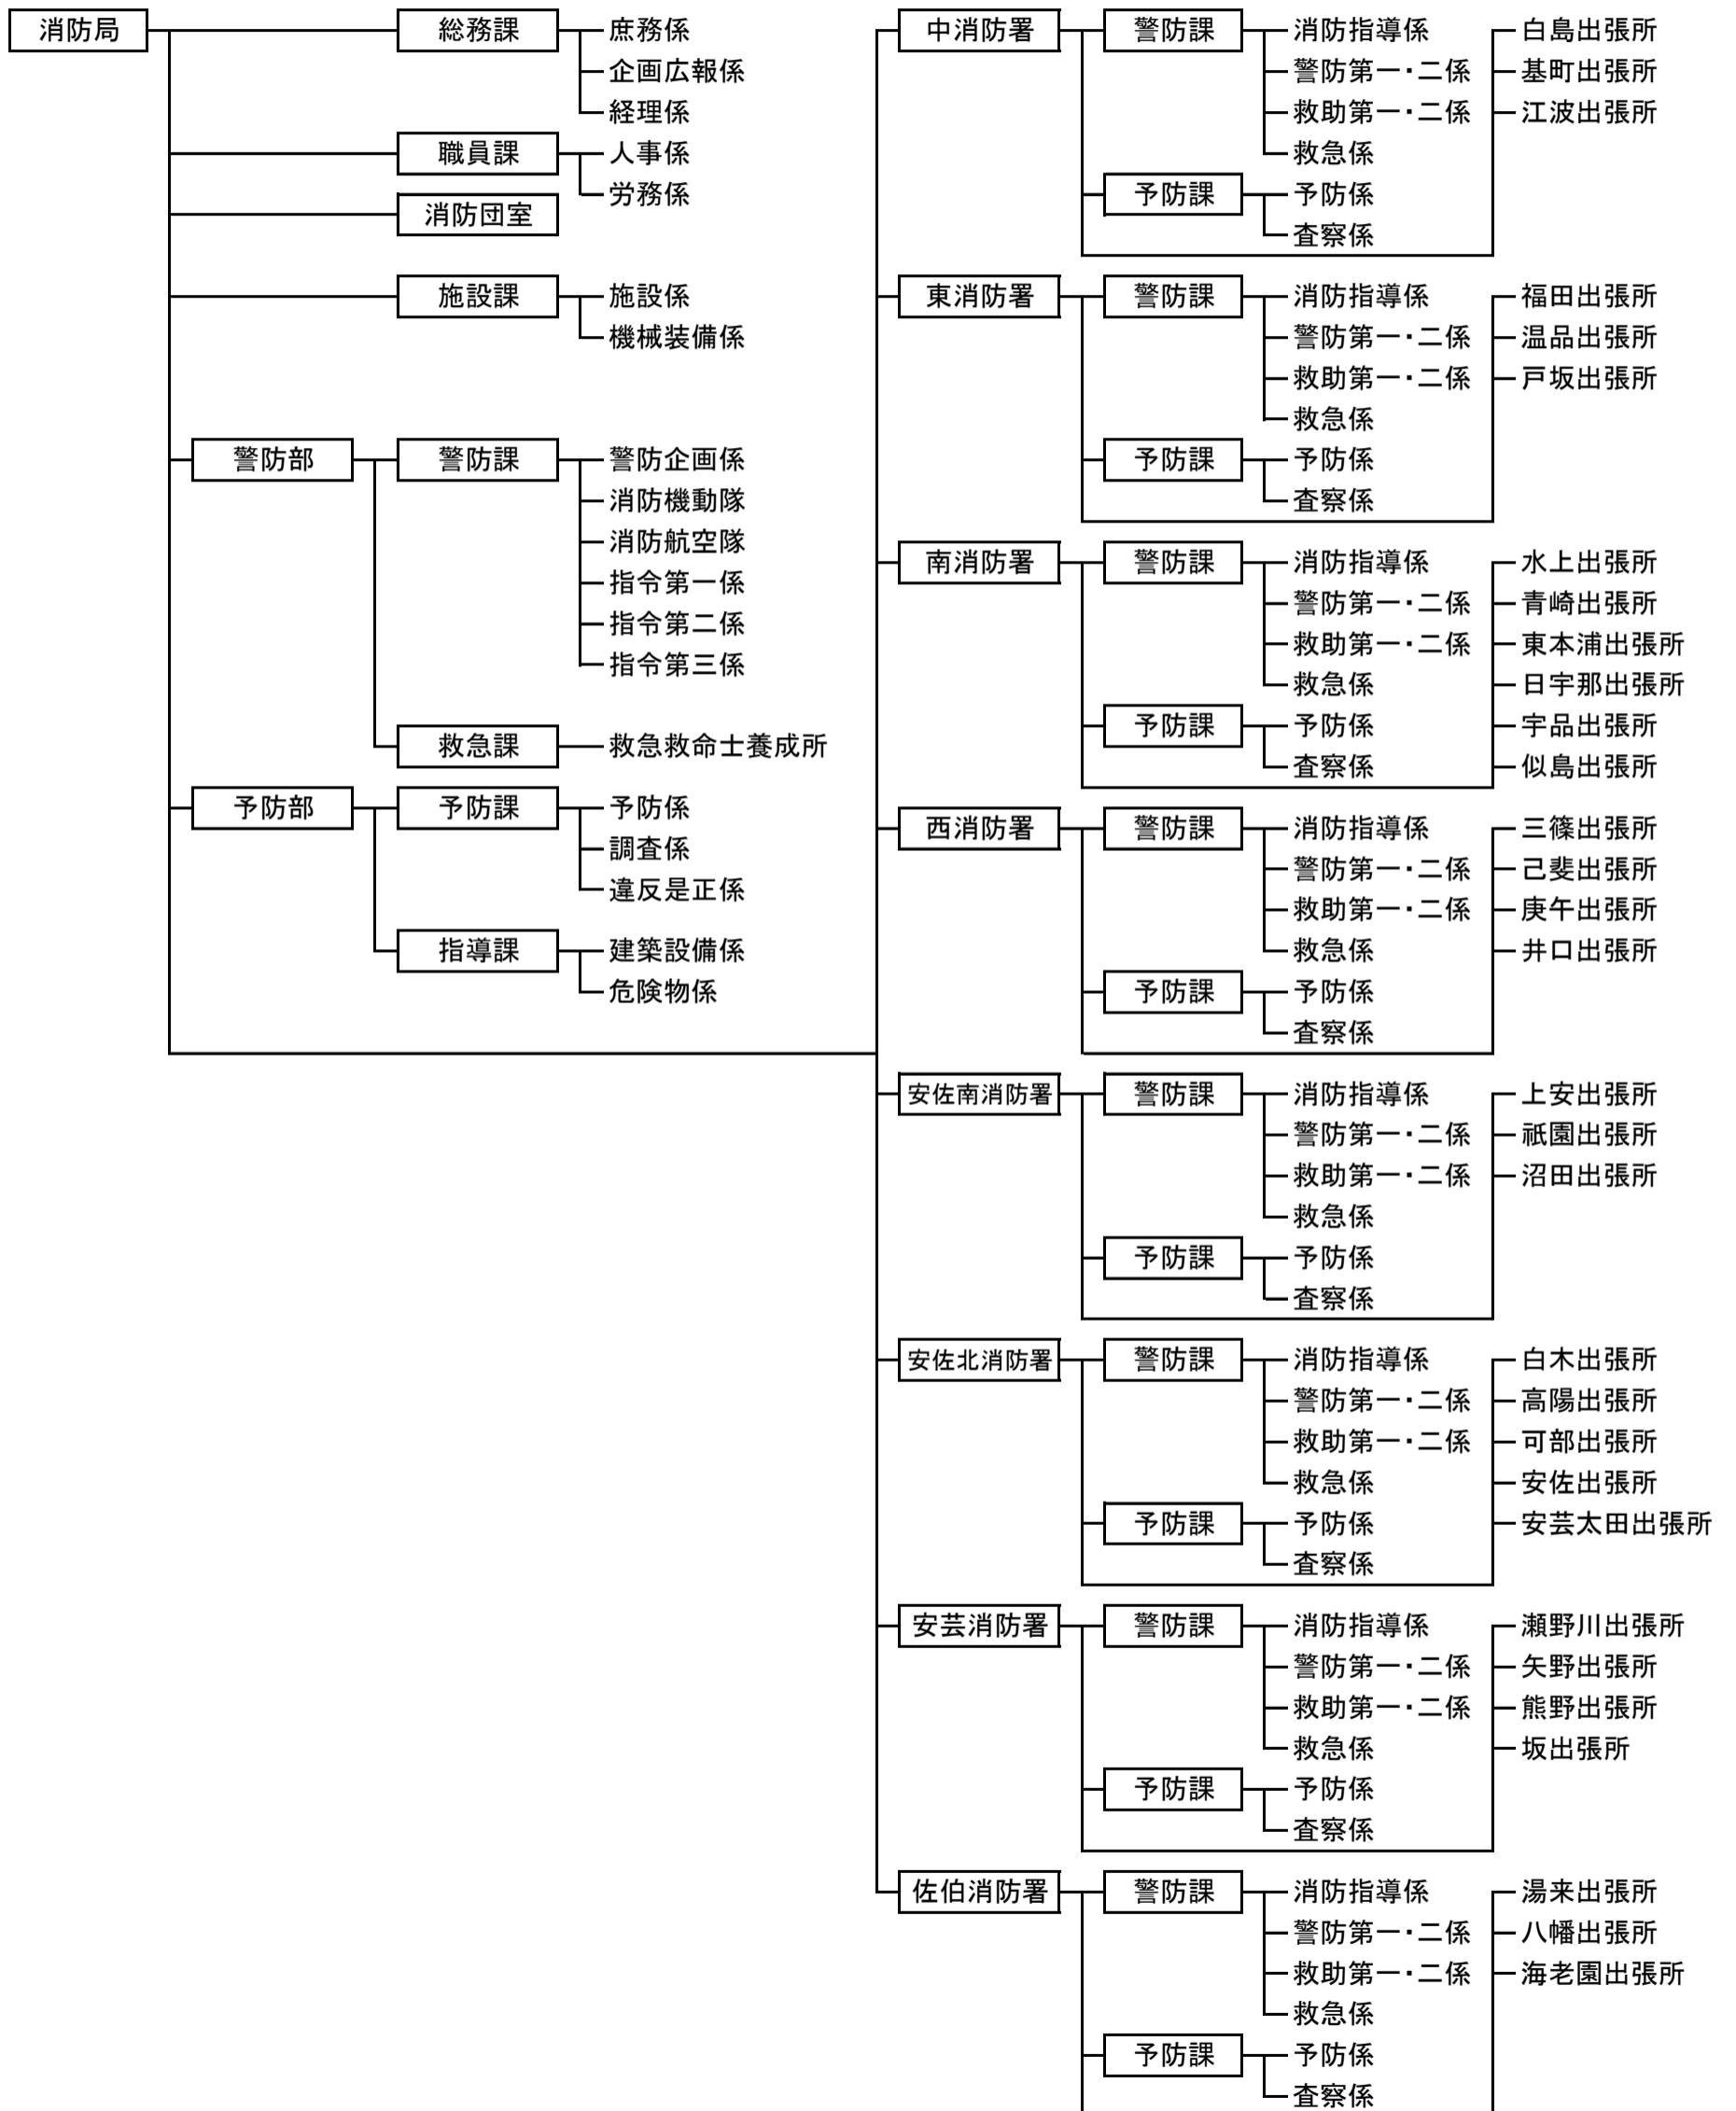 消防局
総務課
庶務係
企画広報係
経理係
職員課
人事係
労務係
消防団室
施設課
施設係
機械装備係
警防部
警防課
警防企画係
消防機動隊
消防航空隊
指令第一係
指令第二係
指令第三係
救急課
救急救命士養成所
予防部
予防課
予防係
調査係
違反是正係
指導課
建築設備係
危険物係
中消防署
警防課
消防指導係
警防第一・二係
救助第一・二係
救急係
予防課
予防係
査察係
白島出張所
基町出張所
江波出張所
東消防署
警防課
消防指導係
警防第一・二係
救助第一・二係
救急係
予防課
予防係
査察係
福田出張所
温品出張所
戸坂出張所
南消防署
警防課
消防指導係
警防第一・二係
救助第一・二係
救急係
予防課
予防係
査察係
水上出張所
青崎出張所
東本浦出張所
日宇那出張所
宇品出張所
似島出張所
西消防署
警防課
消防指導係
警防第一・二係
救助第一・二係
救急係
予防課
予防係
査察係
三篠出張所
己斐出張所
庚午出張所
井口出張所
安佐南消防署
警防課
消防指導係
警防第一・二係
救助第一・二係
救急係
予防課
予防係
査察係
上安出張所
祇園出張所
沼田出張所
安佐北消防署
警防課
消防指導係
警防第一・二係
救助第一・二係
救急係
予防課
予防係
査察係
白木出張所
高陽出張所
可部出張所
安佐出張所
安芸太田出張所
安芸消防署
警防課
消防指導係
警防第一・二係
救助第一・二係
救急係
予防課
予防係
査察係
瀬野川出張所
矢野出張所
熊野出張所
坂出張所
佐伯消防署
警防課
消防指導係
警防第一・二係
救助第一・二係
救急係
予防課
予防係
査察係
湯来出張所
八幡出張所
海老園出張所